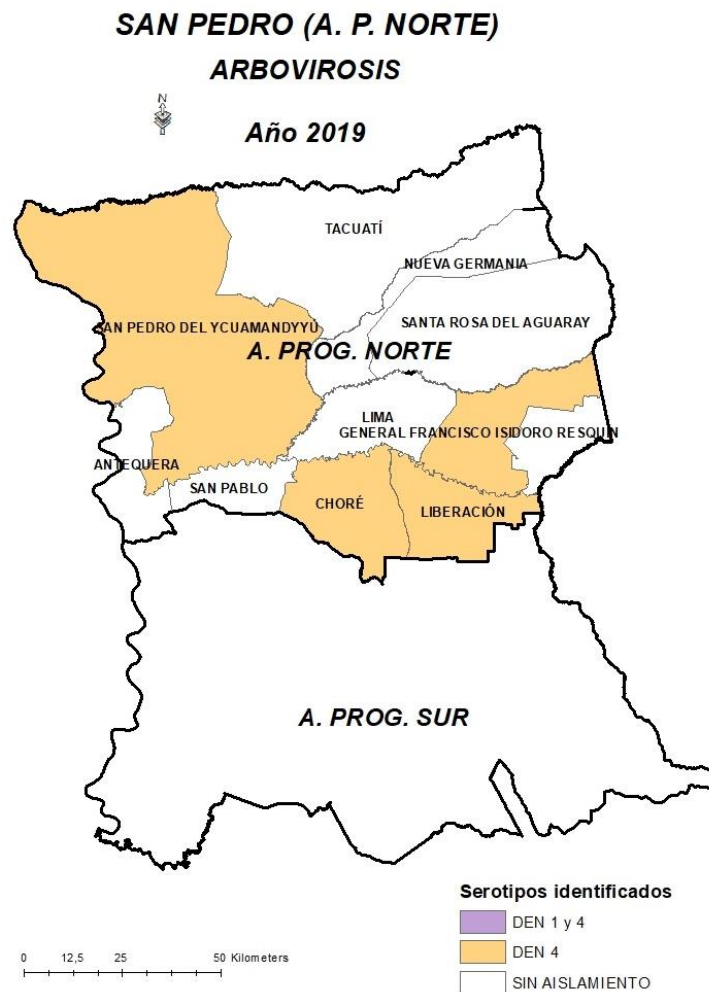 SAN PEDRO (A. P. NORTE)
ARBOVIROSIS
N
Año 2019
TACUATÍ
NUEVA GERMANIA
SANTA ROSA DEL AGUARAY
SAN PEDRO DEL YCUAMANDYYÚ
A. PROG. NORTE
LIMA
GENERAL FRANCISCO ISIDORO RESQUIN
ANTEQUERA
SAN PABLO
CHORÉ
LIBERACIÓN
A. PROG. SUR
Serotipos identificados
DEN 1 y 4
DEN 4
SIN AISLAMIENTO
0 12,5 25 50 Kilometers